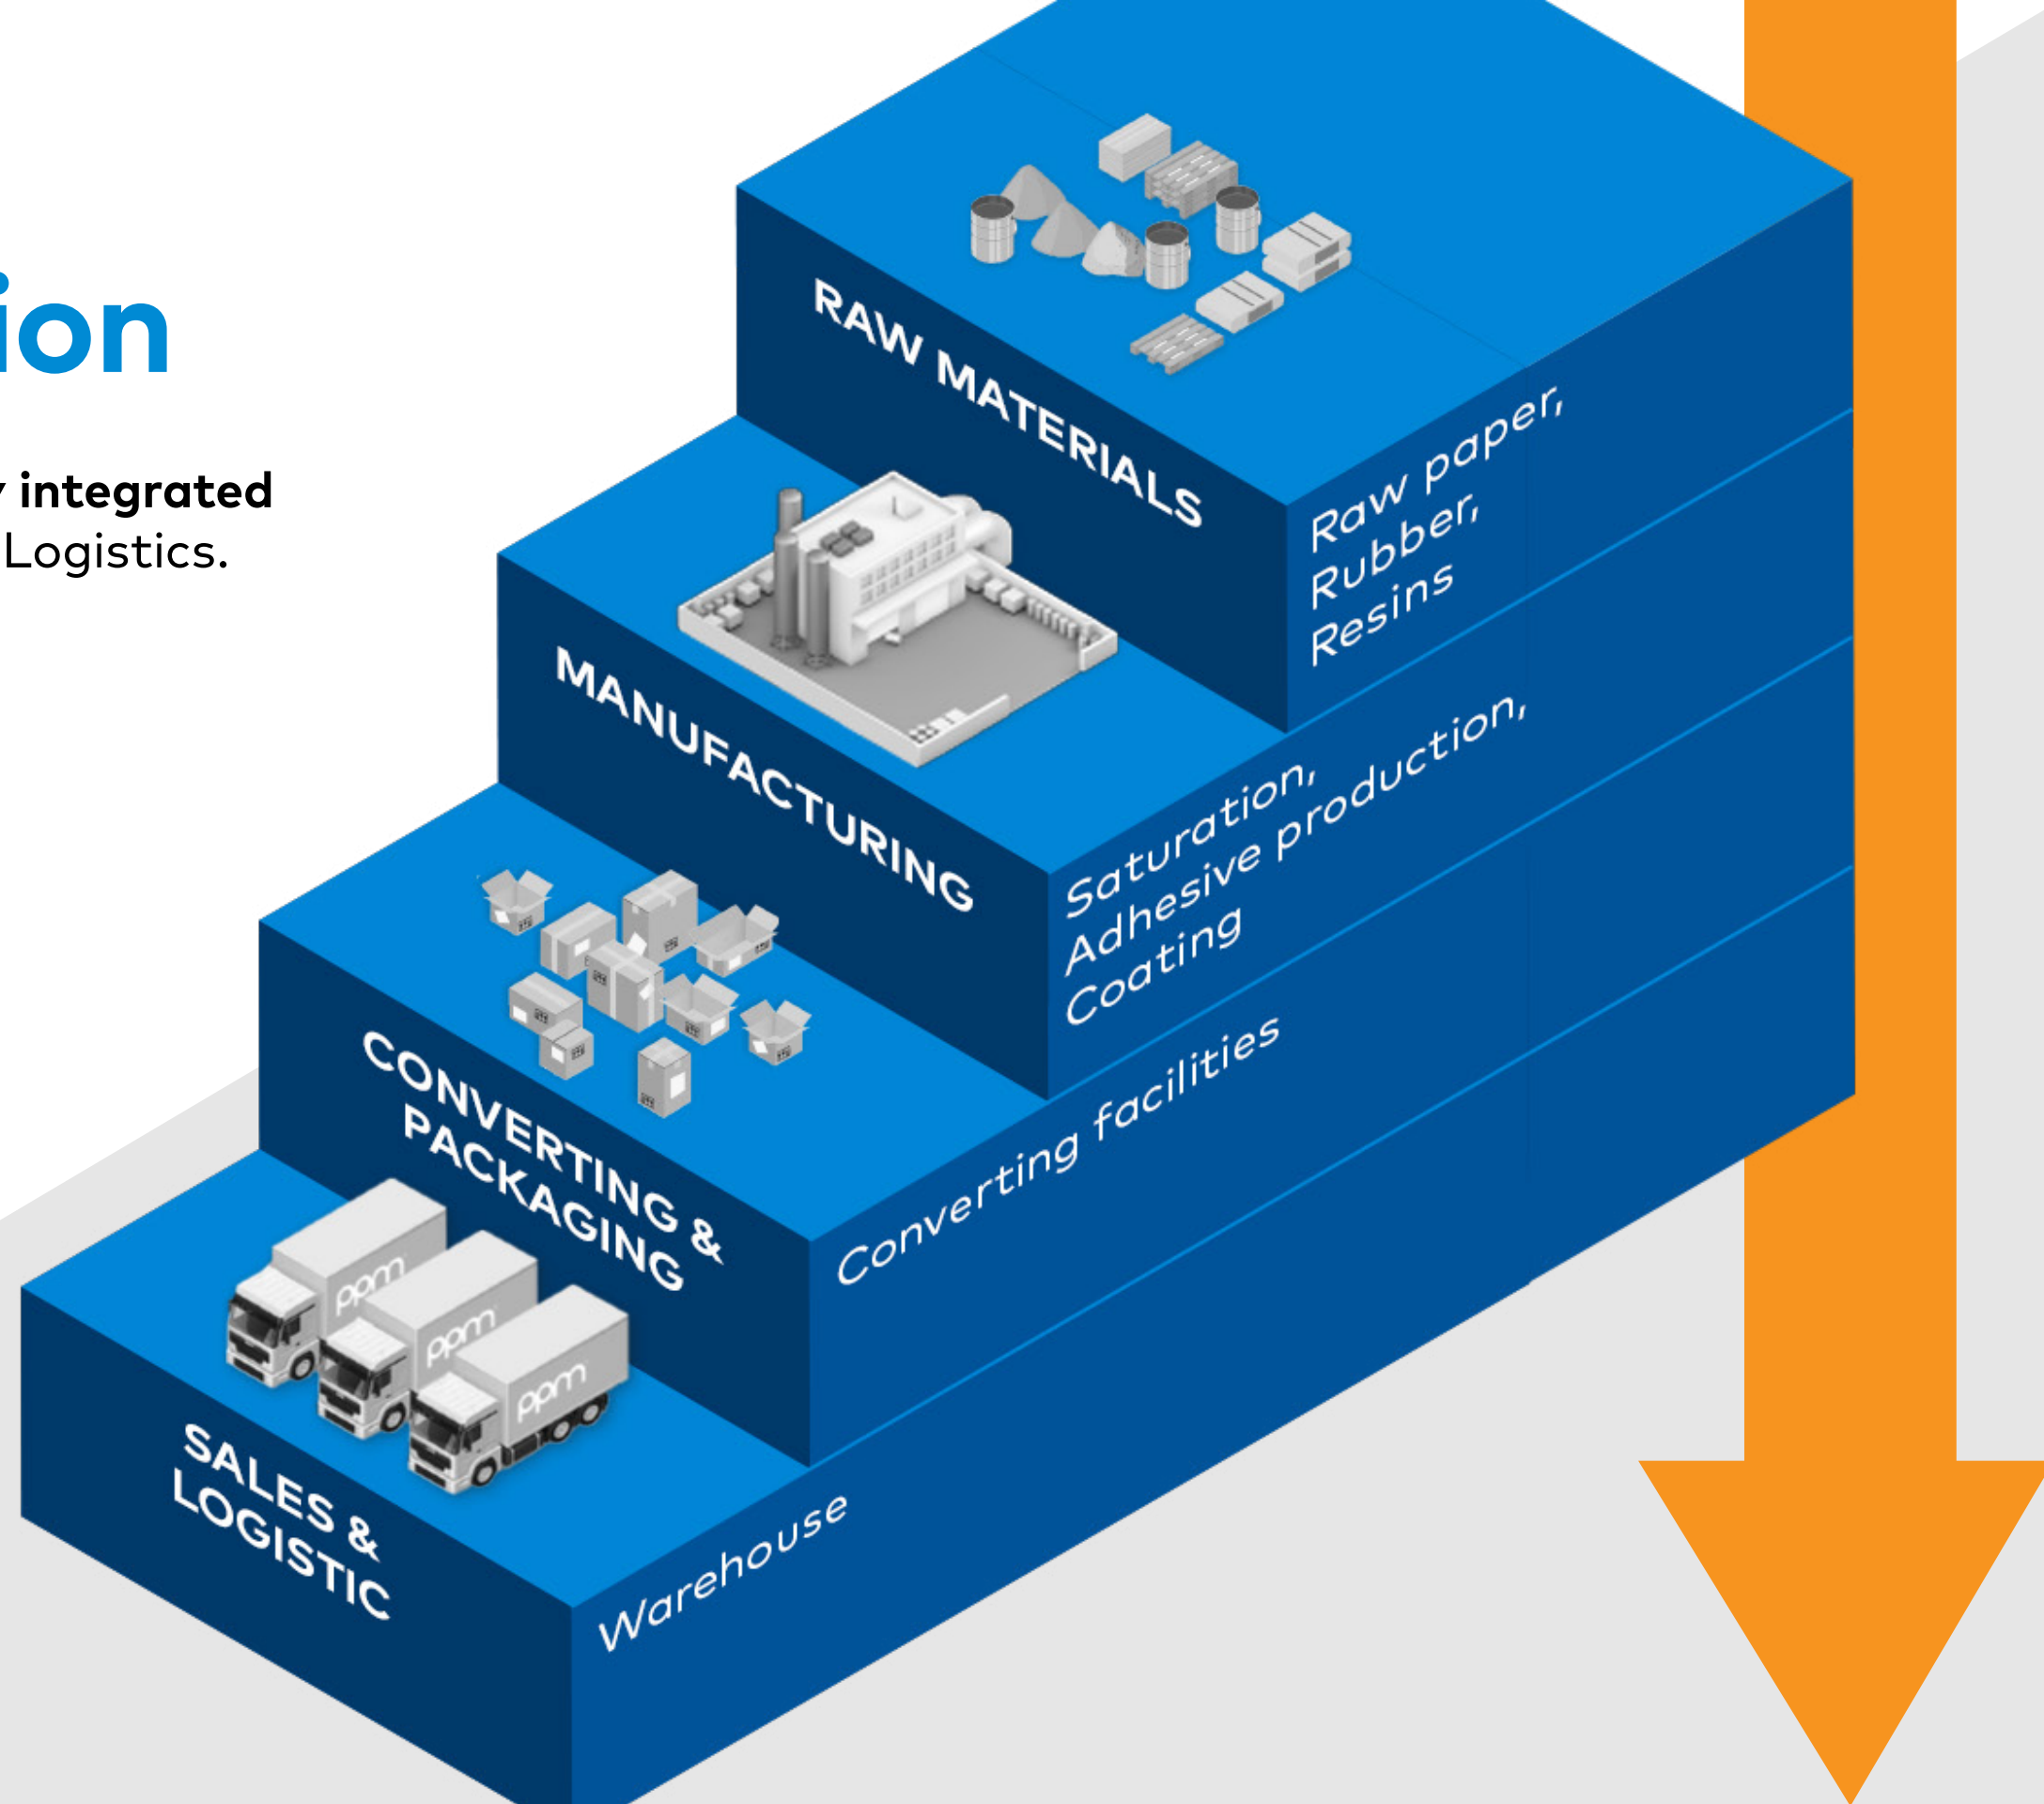 ion
y integrated
Logistics.
RAW MATERIALS
Raw paper,
Rubber,
Resins
MANUFACTURING
Saturation,
Adhesive production,
Coating
CONVERTING &
PACKAGING
Converting facilities
ppm
ppm
ppm
SALES &
LOGISTIC
Warehouse